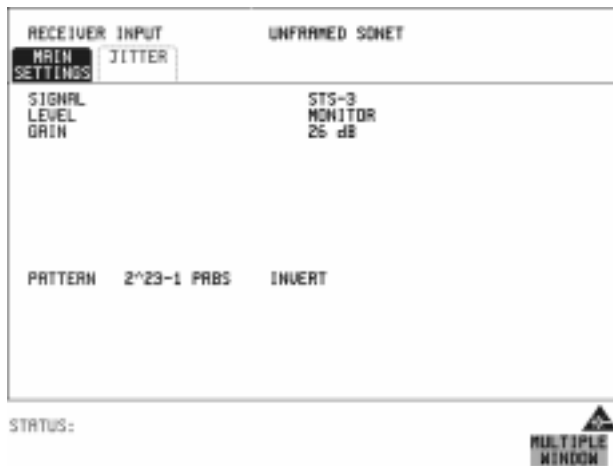 RECEIVER INPUT UNFRAMED SONET
MAIN SETTINGS JITTER
SIGNAL STS-3
LEVEL MONITOR
GAIN 26 dB
PATTERN 2^23-1 PRBS INVERT
STATUS:
MULTIPLE
WINDOW